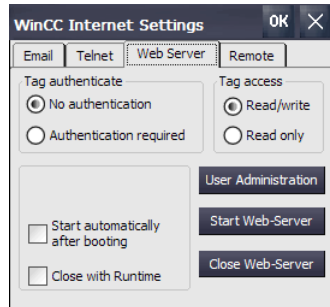 WinCC Internet Settings OK
Email Telnet Web Server Remote
Tag authenticate
No authentication
Authentication required
Tag access
Read/write
Read only
User Administration
Start automatically
after booting
Start Web-Server
Close with Runtime
Close Web-Server